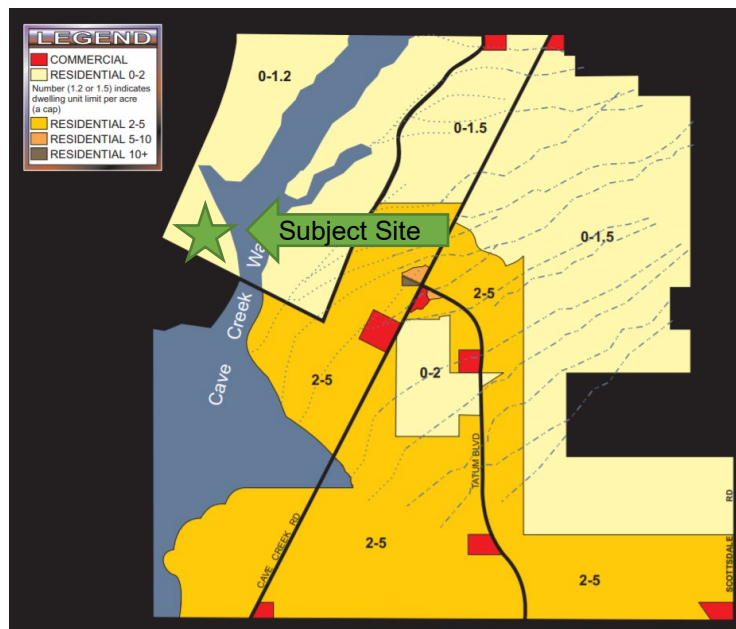 LEGEND
COMMERCIAL
RESIDENTIAL 0-2
Number (1.2 or 1.5) indicates
dwelling unit limit per acre
(a cap)
RESIDENTIAL 2-5
RESIDENTIAL 5-10
RESIDENTIAL 10+
0-1.2
0-1.5
Subject Site
0-1.5
Cave Creek Wa
2-5
2-5
0-2
TATUM BLVD
CAVE CREEK RD
2-5
2-5
SCOTTSDALE RD